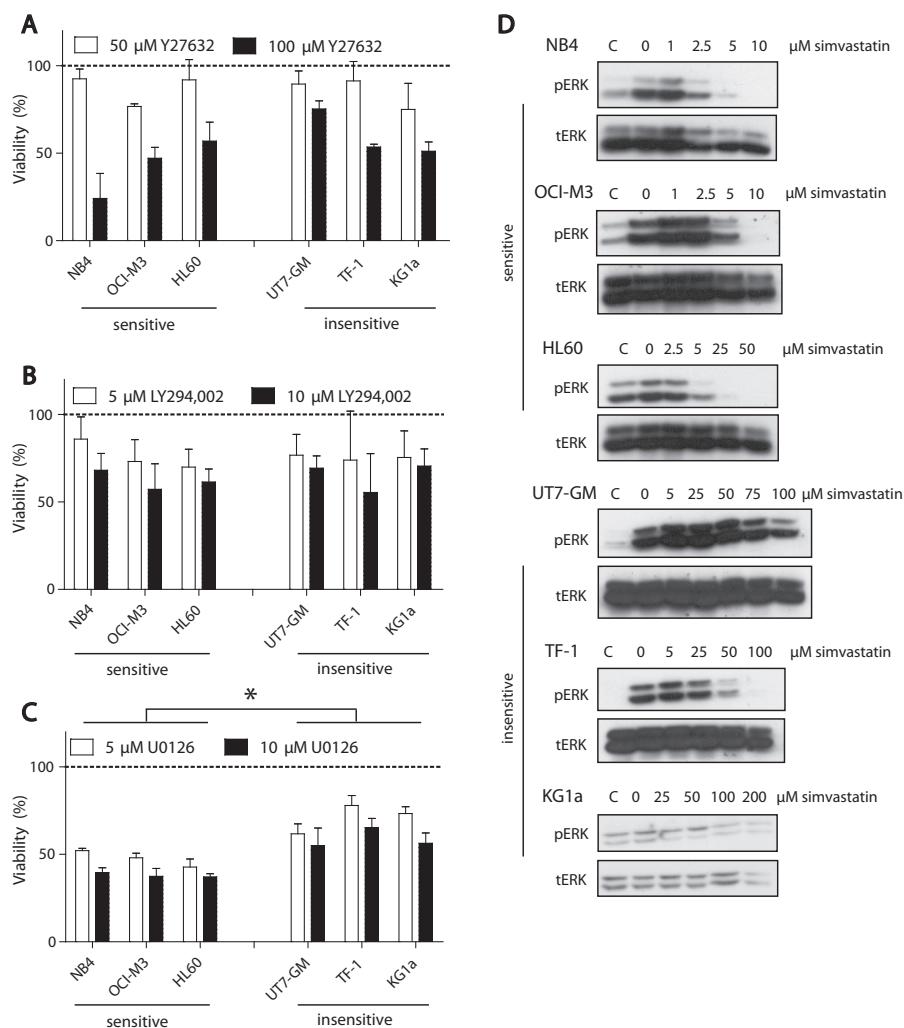 A
50 μM Y27632
100 μM Y27632
Viability (%)
100
50
0
NB4
OCI-M3
HL60
UT7-GM
TF-1
KG1a
sensitive
insensitive
B
5 μM LY294,002
10 μM LY294,002
Viability (%)
100
50
0
NB4
OCI-M3
HL60
UT7-GM
TF-1
KG1a
sensitive
insensitive
*
C
5 μM U0126
10 μM U0126
Viability (%)
100
50
0
NB4
OCI-M3
HL60
UT7-GM
TF-1
KG1a
sensitive
insensitive
D
NB4 C 0 1 2.5 5 10 μM simvastatin
pERK
tERK
OCI-M3 C 0 1 2.5 5 10 μM simvastatin
pERK
tERK
sensitive
HL60 C 0 2.5 5 25 50 μM simvastatin
pERK
tERK
UT7-GM C 0 5 25 50 75 100 μM simvastatin
pERK
tERK
TF-1 C 0 5 25 50 100 μM simvastatin
pERK
tERK
insensitive
KG1a C 0 25 50 100 200 μM simvastatin
pERK
tERK